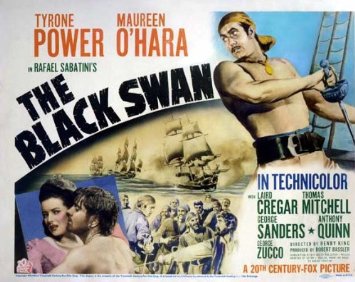 TYRONE MAUREEN
POWER O'HARA
IN RAFAEL SABATINI'S
THE
BLACK SWAN
IN TECHNICOLOR
WITH LAIRD THOMAS
CREGAR MITCHELL
GEORGE ANTHONY
SANDERS QUINN
GEORGE
ZUCCO
DIRECTED BY HENRY KING
PRODUCED BY ROBERT BASSLER
A 20TH CENTURY-FOX PICTURE